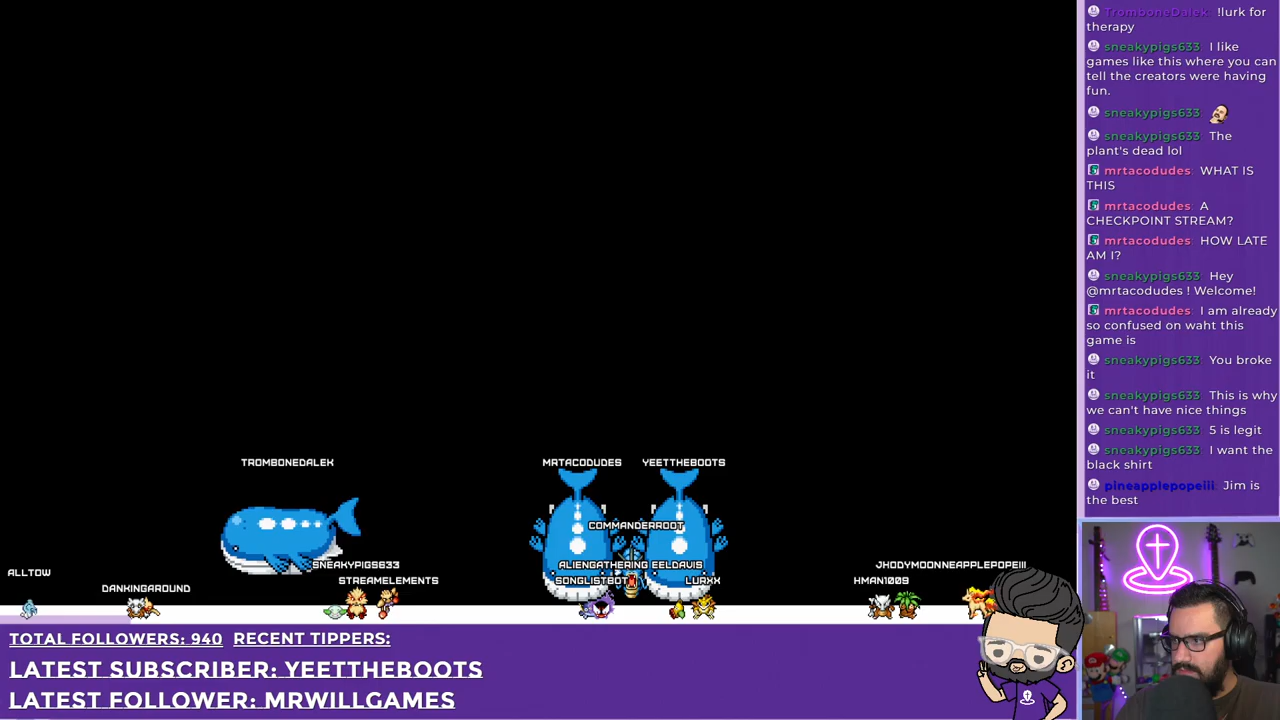 TromboneDalek !lurk for
therapy
sneakypigs633 I like
games like this where you can
tell the creators were having
fun.
sneakypigs633
sneakypigs633 The
plant's dead lol
mrtacodudes WHAT IS
THIS
mrtacodudes A
CHECKPOINT STREAM?
mrtacodudes HOW LATE
AM I?
sneakypigs633 Hey
@mrtacodudes ! Welcome!
mrtacodudes I am already
so confused on waht this
game is
sneakypigs633 You broke
it
sneakypigs633 This is why
we can't have nice things
sneakypigs633 5 is legit
sneakypigs633 I want the
black shirt
pineapplepopeiii Jim is
the best
TROMBONEDALEK
MRTACODUDES
YEETTHEBOOTS
COMMANDERROOT
SNEAKYPIGS633
ALIENGATHERING EELDAVIS
ALLTOW
STREAMELEMENTS
SONGLISTBOT
LURXX
HMAN1009
DANKINGAROUND
TOTAL FOLLOWERS: 940 RECENT TIPPERS:
LATEST SUBSCRIBER: YEETTHEBOOTS
LATEST FOLLOWER: MRWILLGAMES